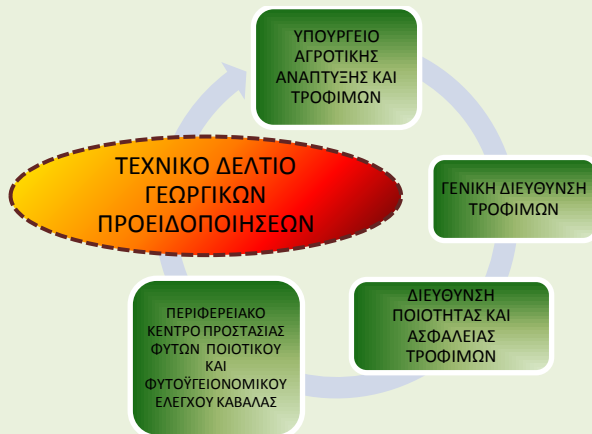 ΥΠΟΥΡΓΕΙΟ
ΑΓΡΟΤΙΚΗΣ
ΑΝΑΠΤΥΞΗΣ ΚΑΙ
ΤΡΟΦΙΜΩΝ
ΤΕΧΝΙΚΟ ΔΕΛΤΙΟ
ΓΕΩΡΓΙΚΩΝ
ΠΡΟΕΙΔΟΠΟΙΗΣΕΩΝ
ΓΕΝΙΚΗ ΔΙΕΥΘΥΝΣΗ
ΤΡΟΦΙΜΩΝ
ΔΙΕΥΘΥΝΣΗ
ΠΟΙΟΤΗΤΑΣ ΚΑΙ
ΑΣΦΑΛΕΙΑΣ
ΤΡΟΦΙΜΩΝ
ΠΕΡΙΦΕΡΕΙΑΚΟ
ΚΕΝΤΡΟ ΠΡΟΣΤΑΣΙΑΣ
ΦΥΤΩΝ ΠΟΙΟΤΙΚΟΥ
ΚΑΙ
ΦΥΤΟΫΓΕΙΟΝΟΜΙΚΟΥ
ΕΛΕΓΧΟΥ ΚΑΒΑΛΑΣ